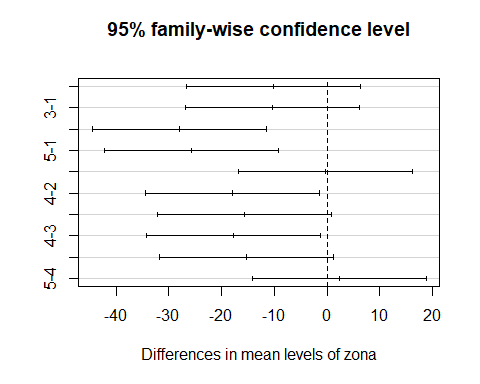 95% family-wise confidence level
3-1
5-1
4-2
4-3
5-4
-40 -30 -20 -10 0 10 20
Differences in mean levels of zona